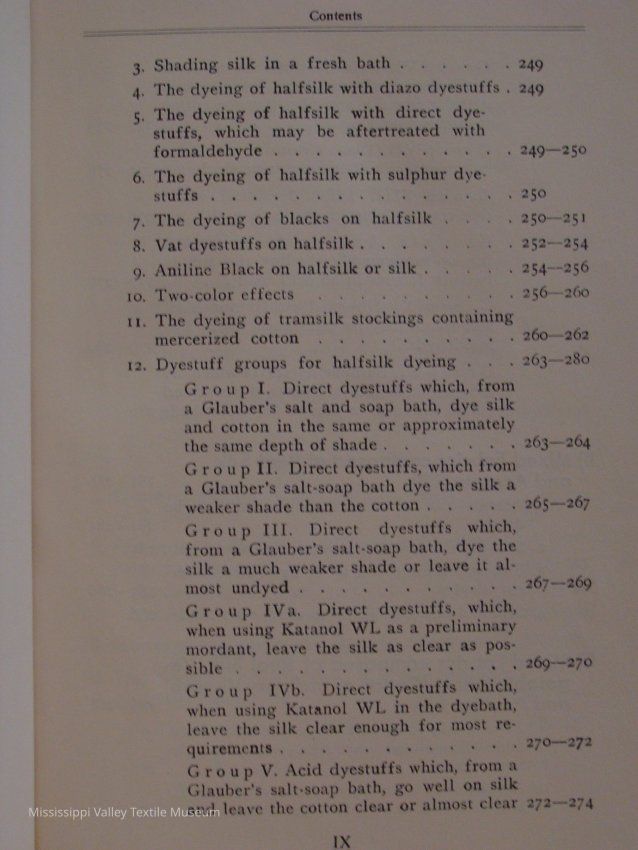 Contents
3. Shading silk in a fresh bath . . . . . . 249
4. The dyeing of halfsilk with diazo dyestuffs . 249
5. The dyeing of halfsilk with direct dye-
stuffs, which may be aftertreated with
formaldehyde . . . . . . . . . . . . 249—250
6. The dyeing of halfsilk with sulphur dye-
stuffs . . . . . . . . . . . . . . . 250
7. The dyeing of blacks on halfsilk . . . . 250—251
8. Vat dyestuffs on halfsilk . . . . . . . . 252—254
9. Aniline Black on halfsilk or silk . . . . . 254—256
10. Two-color effects . . . . . . . . . . 256—260
11. The dyeing of tramsilk stockings containing
mercerized cotton . . . . . . . . . . 260—262
12. Dyestuff groups for halfsilk dyeing . . . 263—280
Group I. Direct dyestuffs which, from
a Glauber's salt and soap bath, dye silk
and cotton in the same or approximately
the same depth of shade . . . . . . . 263—264
Group II. Direct dyestuffs, which from
a Glauber's salt-soap bath dye the silk a
weaker shade than the cotton . . . . . 265—267
Group III. Direct dyestuffs which,
from a Glauber's salt-soap bath, dye the
silk a much weaker shade or leave it al-
most undyed . . . . . . . . . . . 267—269
Group IVa. Direct dyestuffs, which,
when using Katanol WL as a preliminary
mordant, leave the silk as clear as pos-
sible . . . . . . . . . . . . . . 269—270
Group IVb. Direct dyestuffs which,
when using Katanol WL in the dyebath,
leave the silk clear enough for most re-
quirements . . . . . . . . . . . . 270—272
Group V. Acid dyestuffs which, from a
Glauber's salt-soap bath, go well on silk
and leave the cotton clear or almost clear 272—274
Mississippi Valley Textile Museum
IX